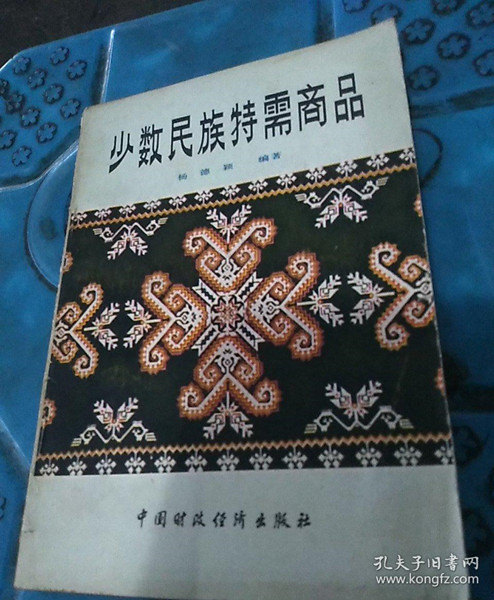 少数民族特需商品
杨德颖 编著
中国财政经济出版社
孔夫子旧书网
www.kongfz.com